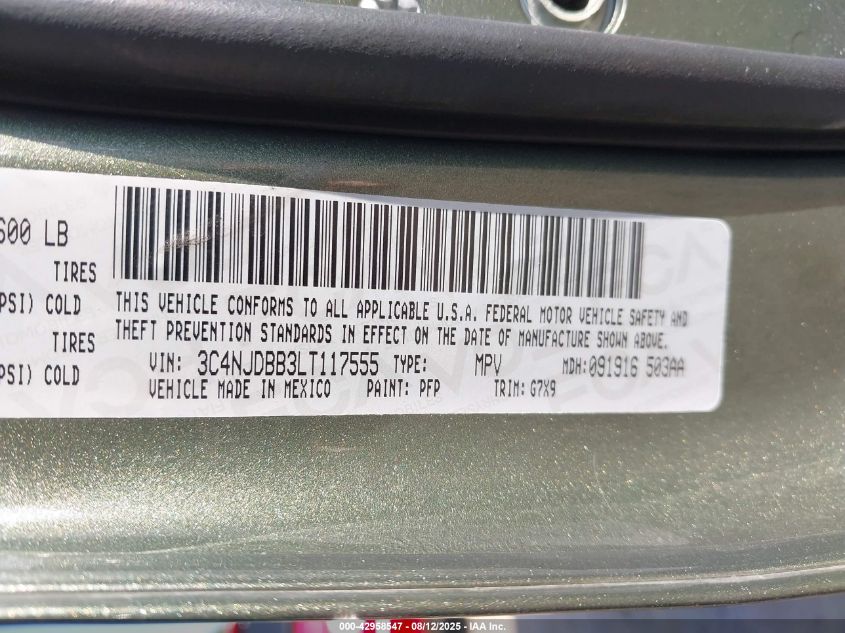 600 LB
TIRES
PSI) COLD
TIRES
PSI) COLD
THIS VEHICLE CONFORMS TO ALL APPLICABLE U.S.A. FEDERAL MOTOR VEHICLE SAFETY AND
THEFT PREVENTION STANDARDS IN EFFECT ON THE DATE OF MANUFACTURE SHOWN ABOVE.
VIN: 3C4NJDBB3LT117555 TYPE: MPV MDH:091916 503AA
VEHICLE MADE IN MEXICO PAINT: PFP TRIM: G7X9
000-42958547 - 08/12/2025 - IAA Inc.